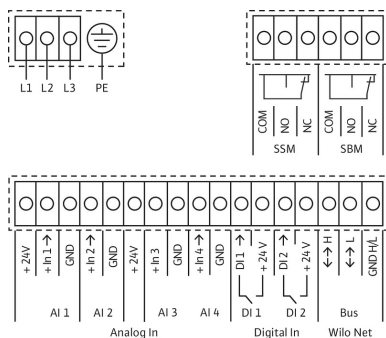 L1 L2 L3 PE
COM NO NC COM NO NC
SSM SBM
+ 24V + In 1 → GND + In 2 → GND + 24V + In 3 GND + In 4 → GND DI 1 → + 24 V DI 2 → + 24 V ↔ H ↔ L GND H/L
AI 1 AI 2 AI 3 AI 4 DI 1 DI 2 Bus
Analog In Digital In Wilo Net